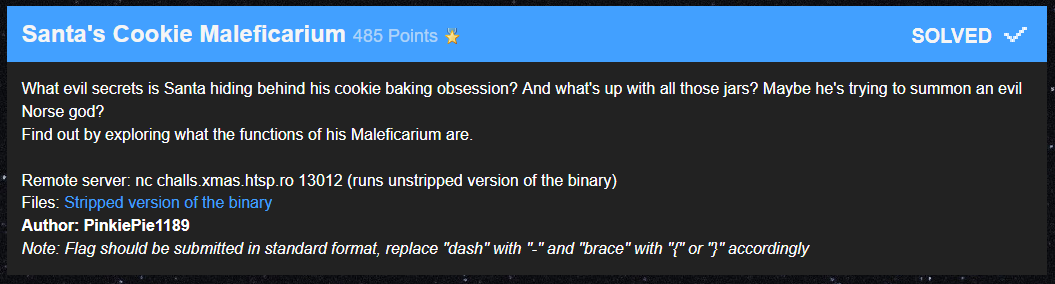 Santa's Cookie Maleficarium 485 Points SOLVED
What evil secrets is Santa hiding behind his cookie baking obsession? And what's up with all those jars? Maybe he's trying to summon an evil
Norse god?
Find out by exploring what the functions of his Maleficarium are.
Remote server: nc challs.xmas.htsp.ro 13012 (runs unstripped version of the binary)
Files: Stripped version of the binary
Author: PinkiePie1189
Note: Flag should be submitted in standard format, replace "dash" with "-" and "brace" with "{" or "}" accordingly